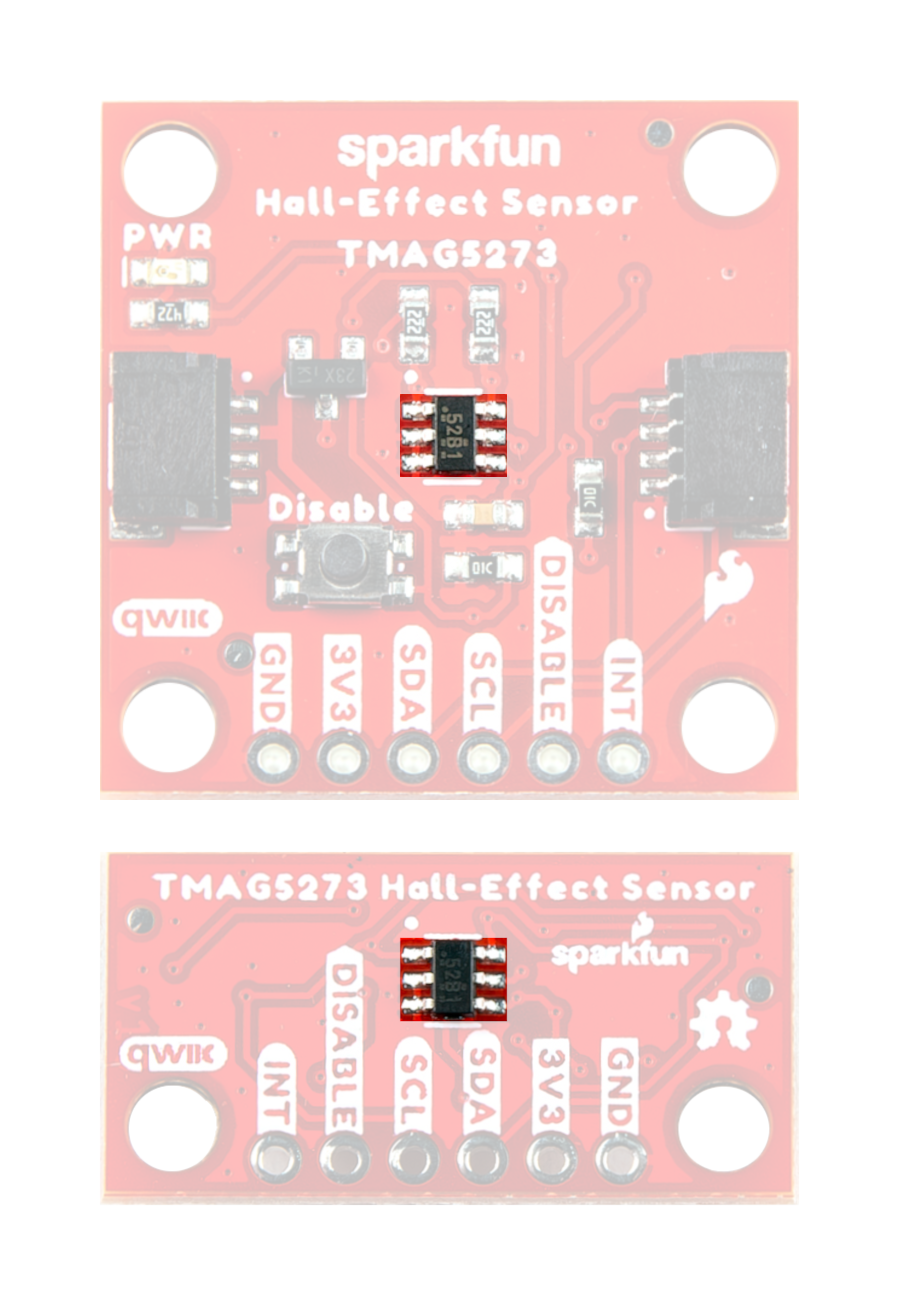 sparkfun
Hall-Effect Sensor
TMAG5273
PWR
472
222
222
23X
52B1
Disable
01C
01C
qwiic
GND
3V3
SDA
SCL
DISABLE
INT
TMAG5273 Hall-Effect Sensor
sparkfun
52B1
qwiic
INT
DISABLE
SCL
SDA
3V3
GND